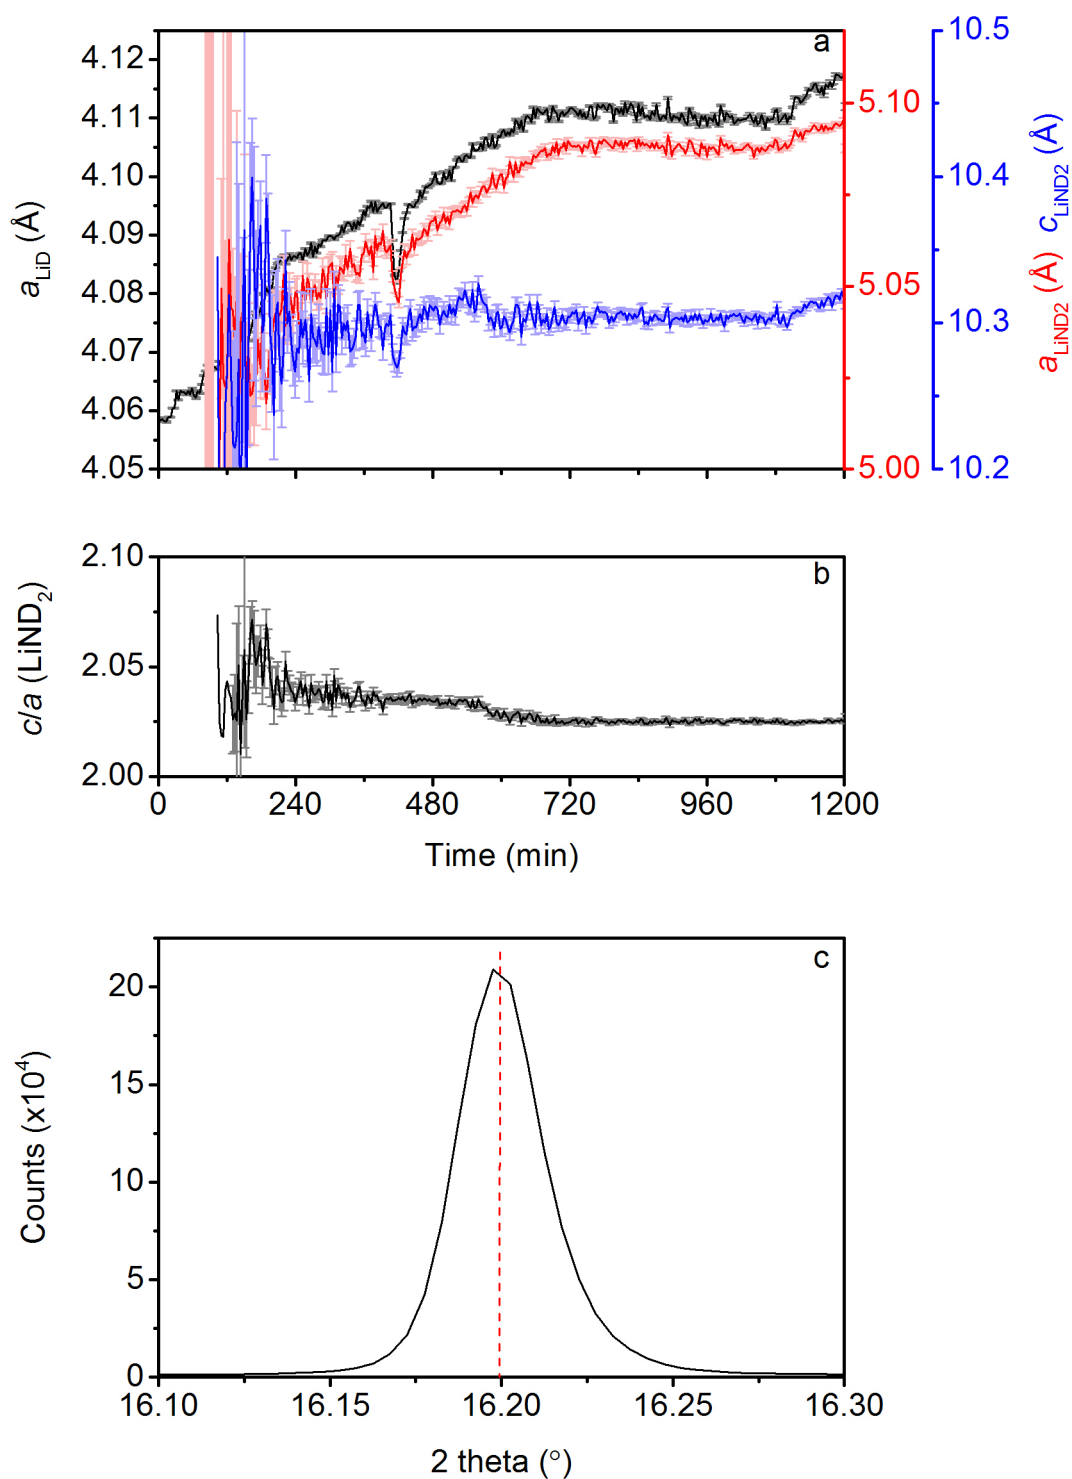 a
4.12
4.11
4.10
4.09
4.08
4.07
4.06
4.05
a_LiD (Å)
5.10
5.05
5.00
a_LiND2 (Å)
10.5
10.4
10.3
10.2
c_LiND2 (Å)
b
2.10
2.05
2.00
c/a (LiND₂)
0 240 480 720 960 1200
Time (min)
c
20
15
10
5
0
Counts (x10⁴)
16.10 16.15 16.20 16.25 16.30
2 theta (°)